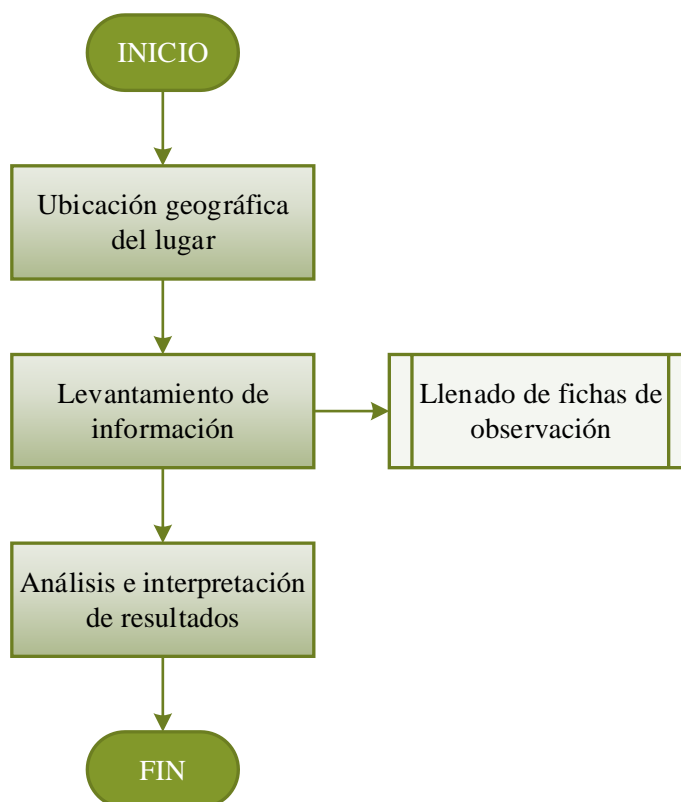 INICIO
Ubicación geográfica
del lugar
Levantamiento de
información
Llenado de fichas de
observación
Análisis e interpretación
de resultados
FIN